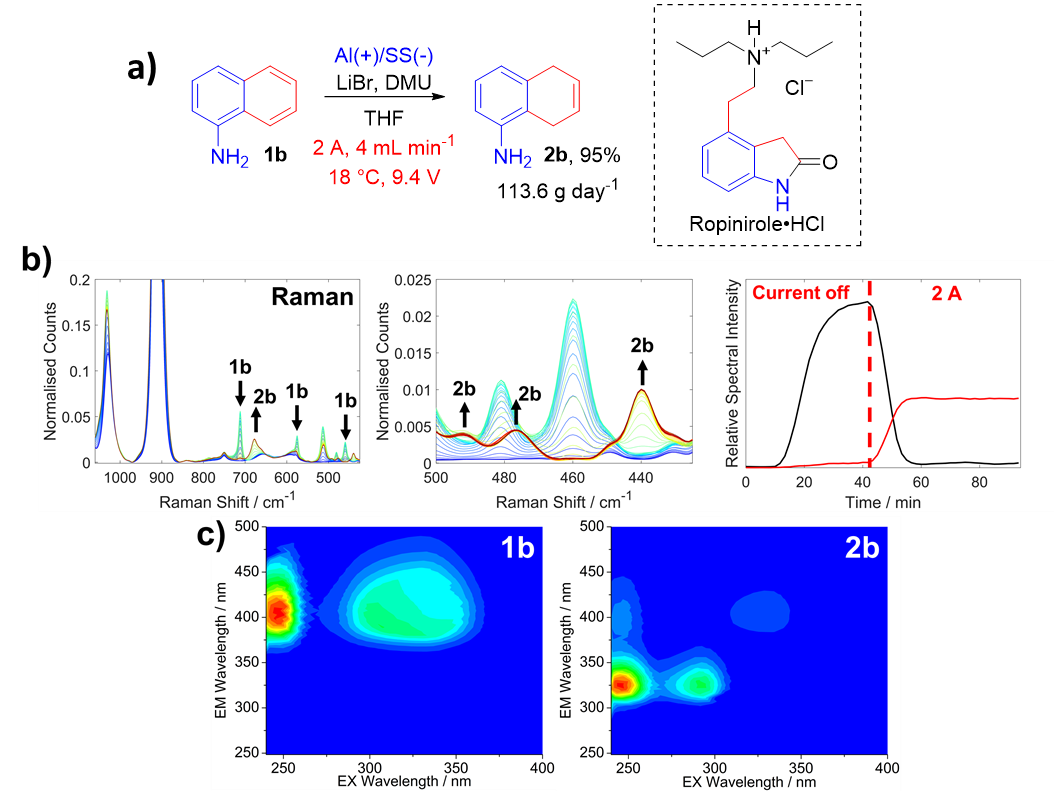 a)
Al(+)/SS(-)
LiBr, DMU
THF
2 A, 4 mL min-1
18 °C, 9.4 V
NH2 1b
NH2 2b, 95%
113.6 g day-1
H
N+
Cl−
O
N
H
Ropinirole•HCl
b)
Raman
Normalised Counts
0.2
0.15
0.1
0.05
0
1b
2b
1b
1b
1000 900 800 700 600 500
Raman Shift / cm-1
Normalised Counts
0.025
0.02
0.015
0.01
0.005
0
2b
2b
2b
500 480 460 440
Raman Shift / cm-1
Relative Spectral Intensity
Current off
2 A
0 20 40 60 80
Time / min
c)
1b
EM Wavelength / nm
500
450
400
350
300
250
250 300 350 400
EX Wavelength / nm
2b
EM Wavelength / nm
500
450
400
350
300
250
250 300 350 400
EX Wavelength / nm